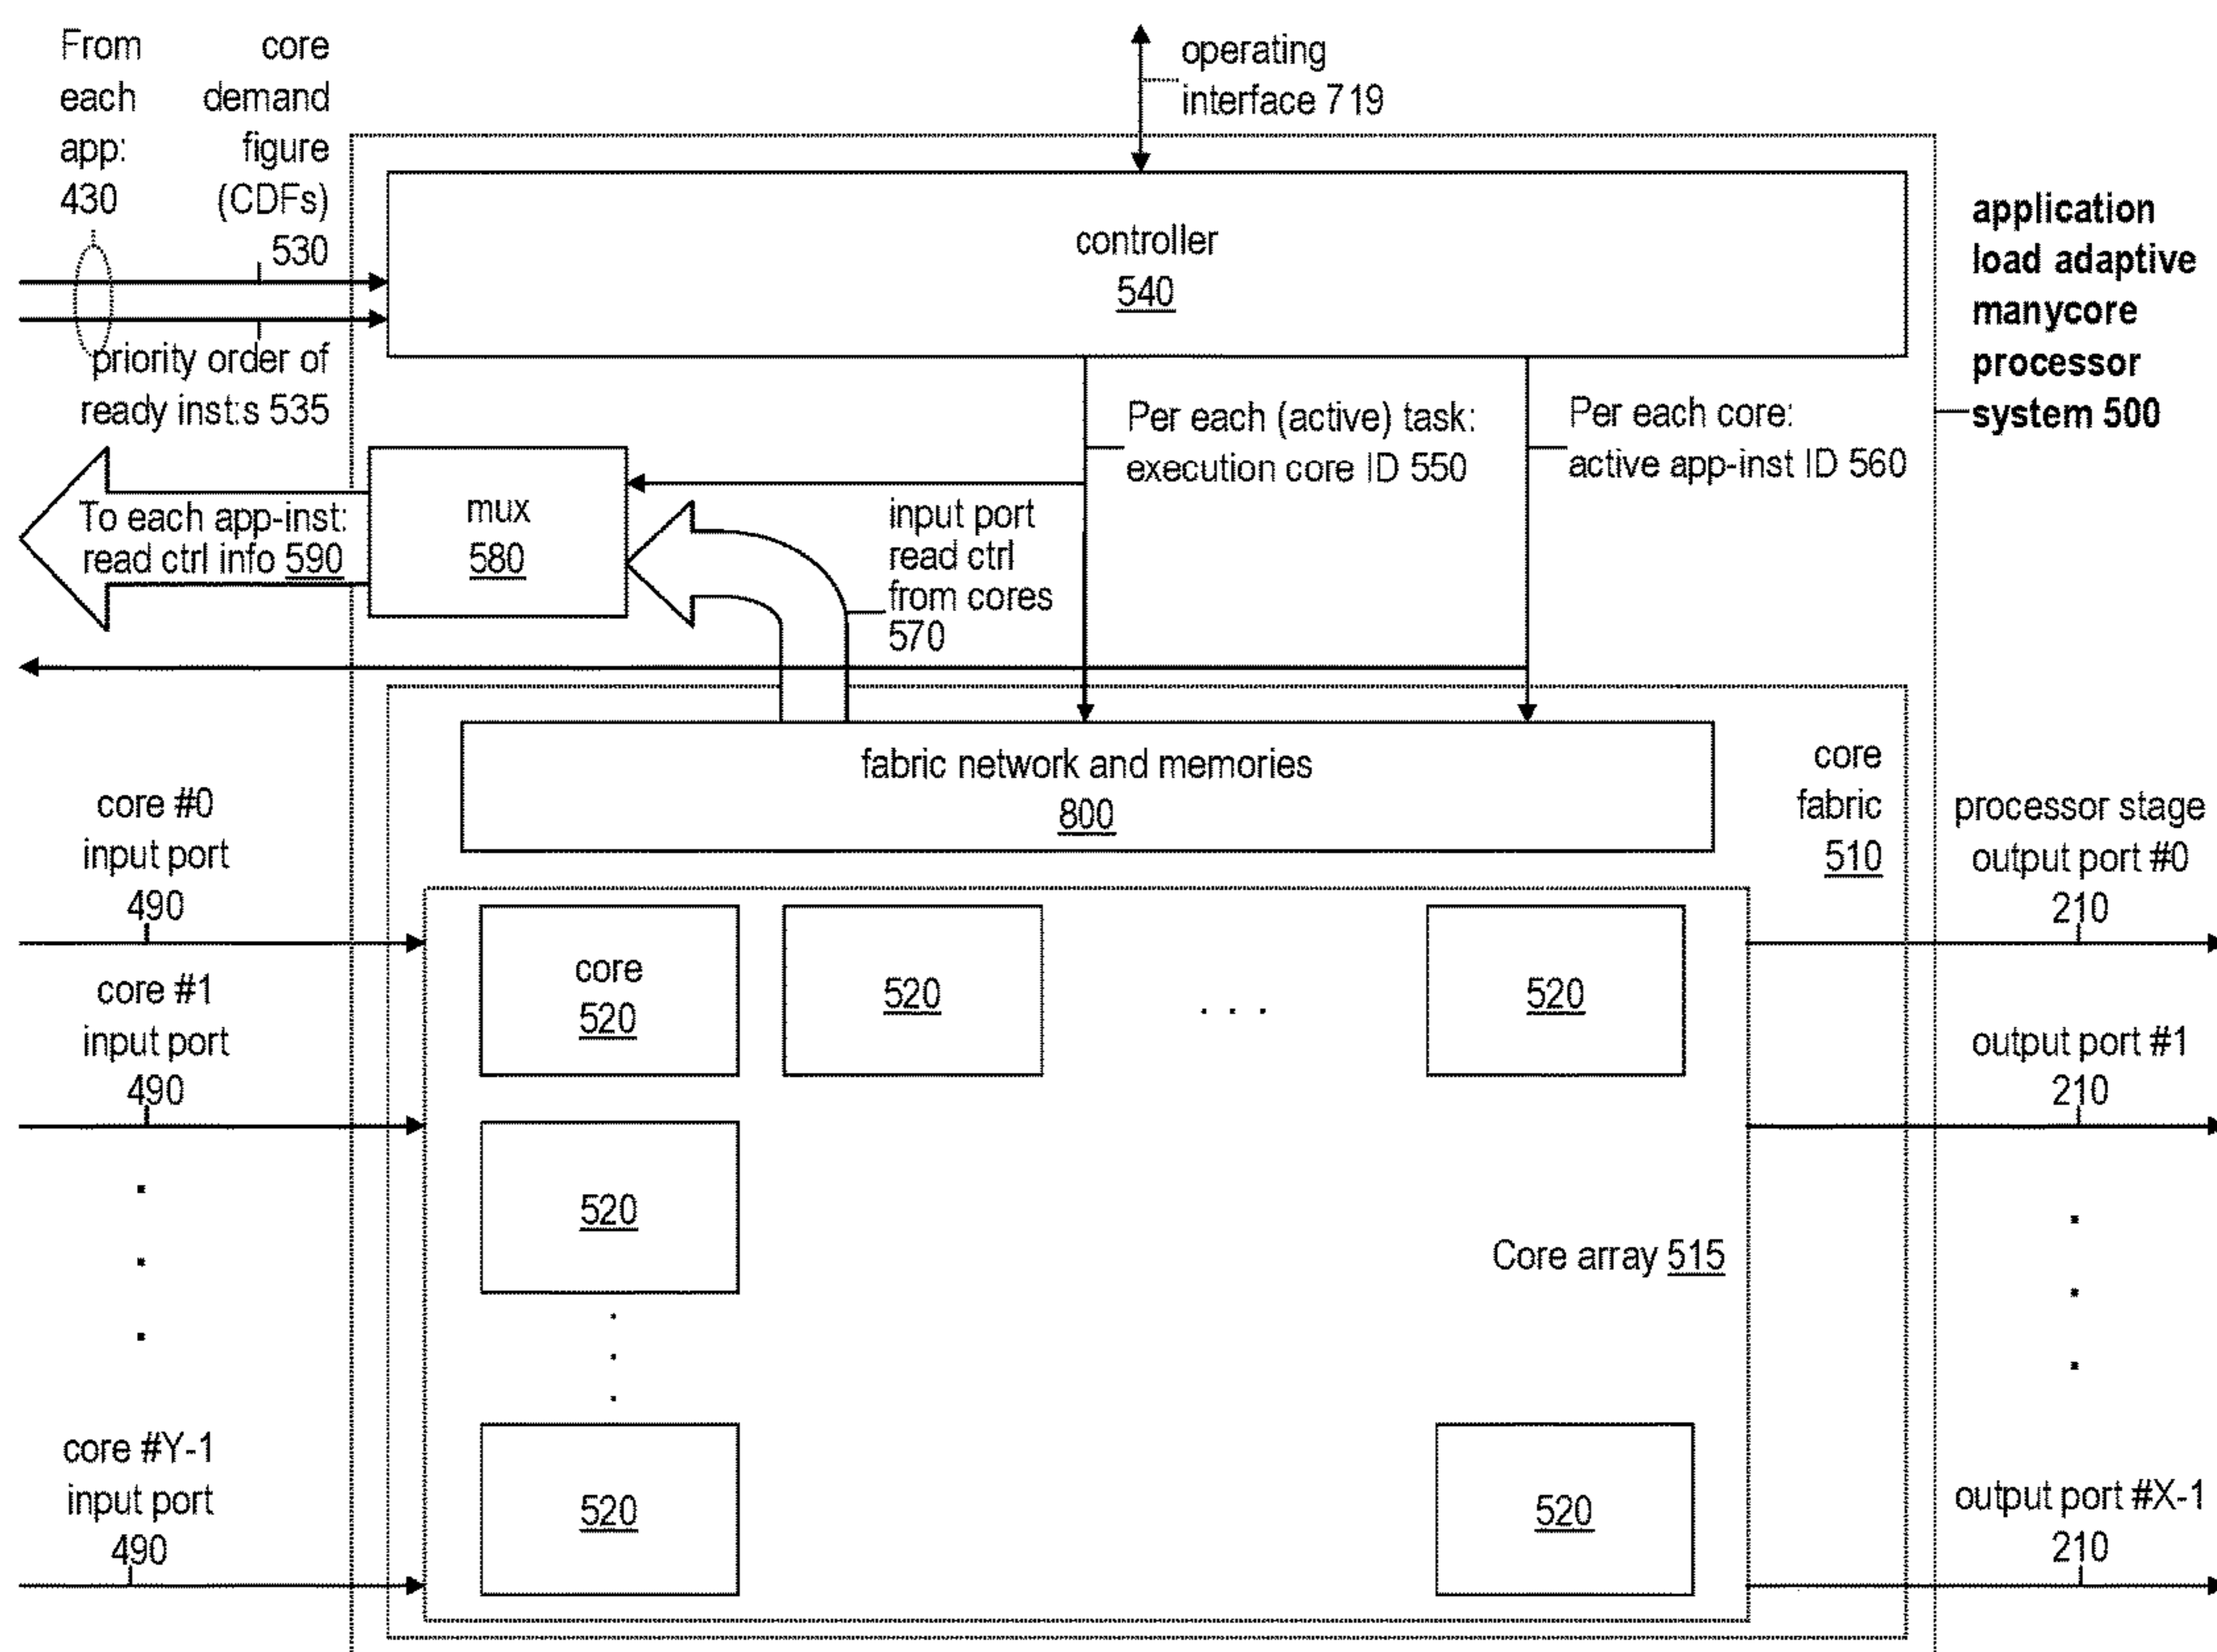 From
each
app:
430
core
demand
figure
(CDFs)
530
operating
interface 719
controller
540
application
load adaptive
manycore
processor
system 500
priority order of
ready inst:s 535
Per each (active) task:
execution core ID 550
Per each core:
active app-inst ID 560
To each app-inst:
read ctrl info 590
mux
580
input port
read ctrl
from cores
570
fabric network and memories
800
core
fabric
510
core #0
input port
490
processor stage
output port #0
210
core
520
520
. . .
520
core #1
input port
490
output port #1
210
.
.
.
520
.
.
.
Core array 515
.
.
.
core #Y-1
input port
490
520
520
output port #X-1
210